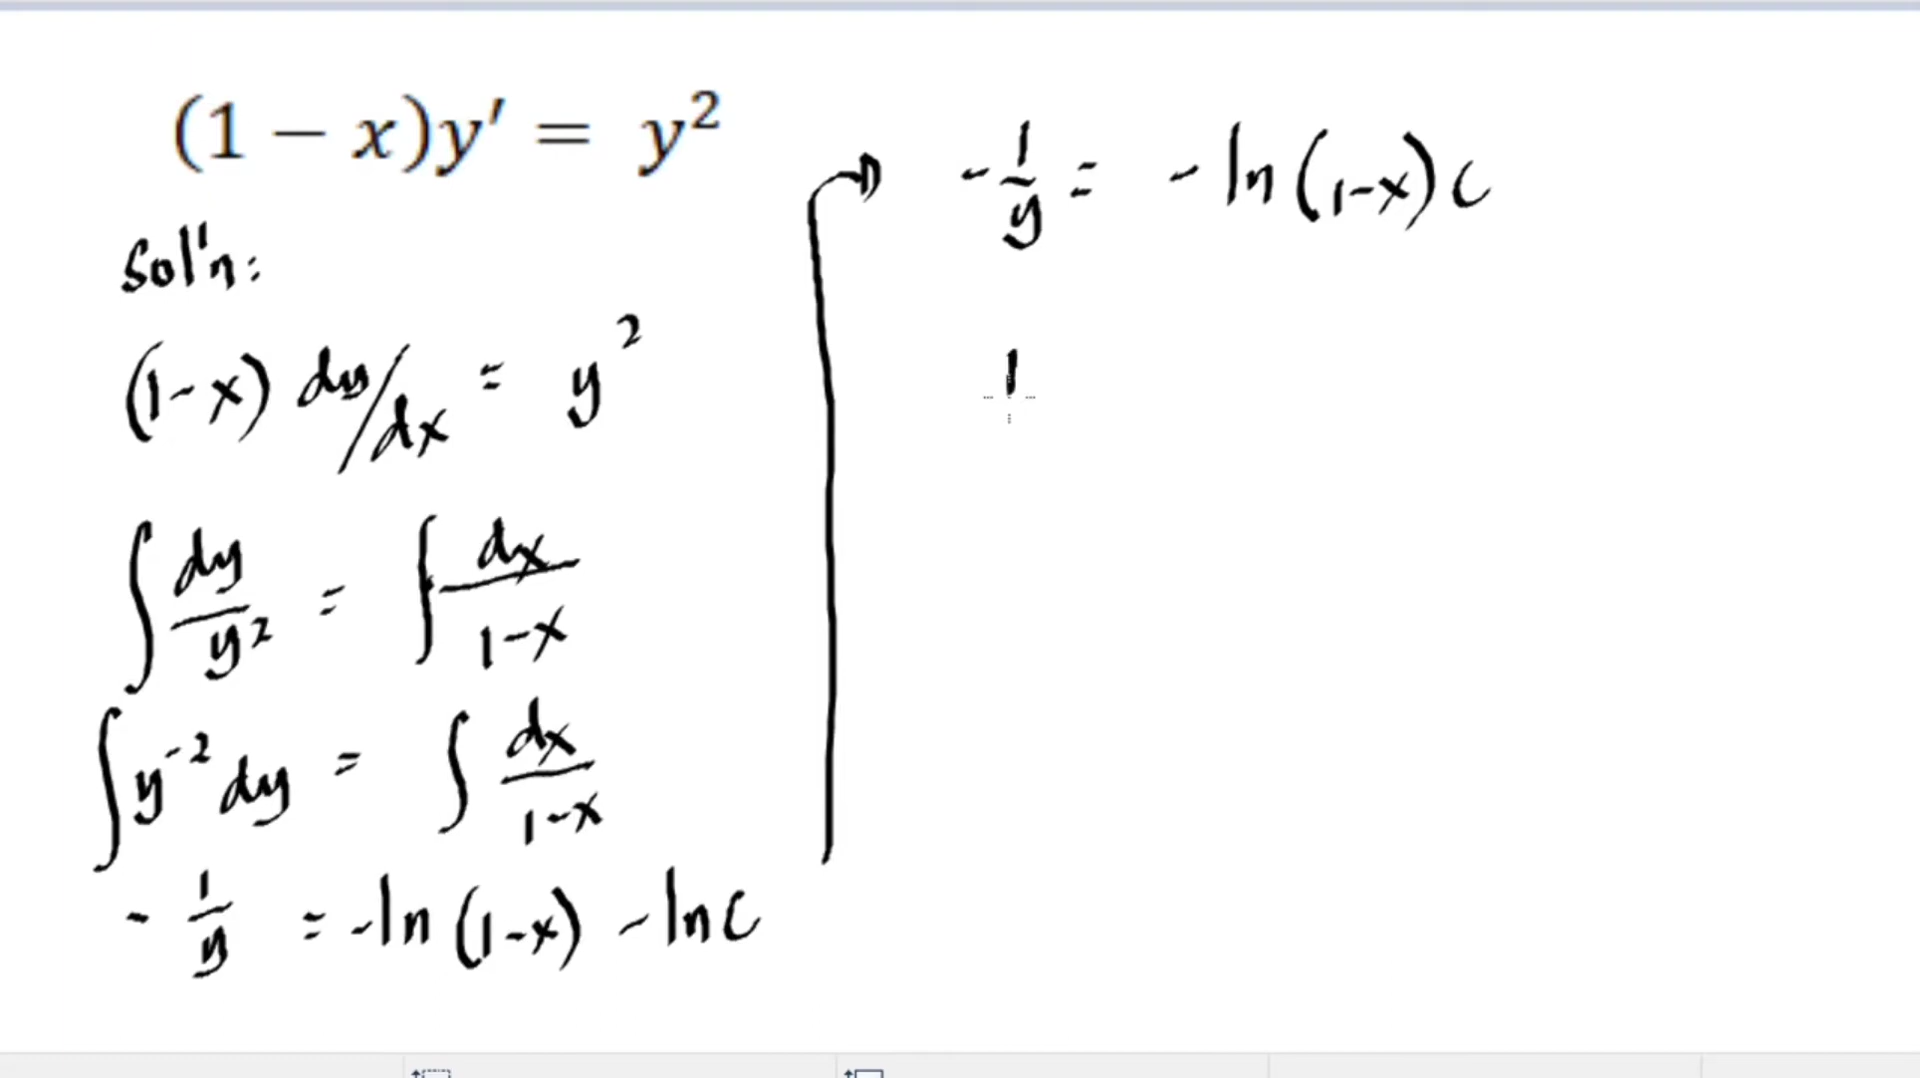 (1 − x)y′ = y²
Sol'n:
(1-x) dy/dx = y²
∫ dy/y² = ∫ dx/1-x
∫ y⁻² dy = ∫ dx/1-x
- 1/y = -ln (1-x) - ln C
- 1/y = - ln (1-x) C
1